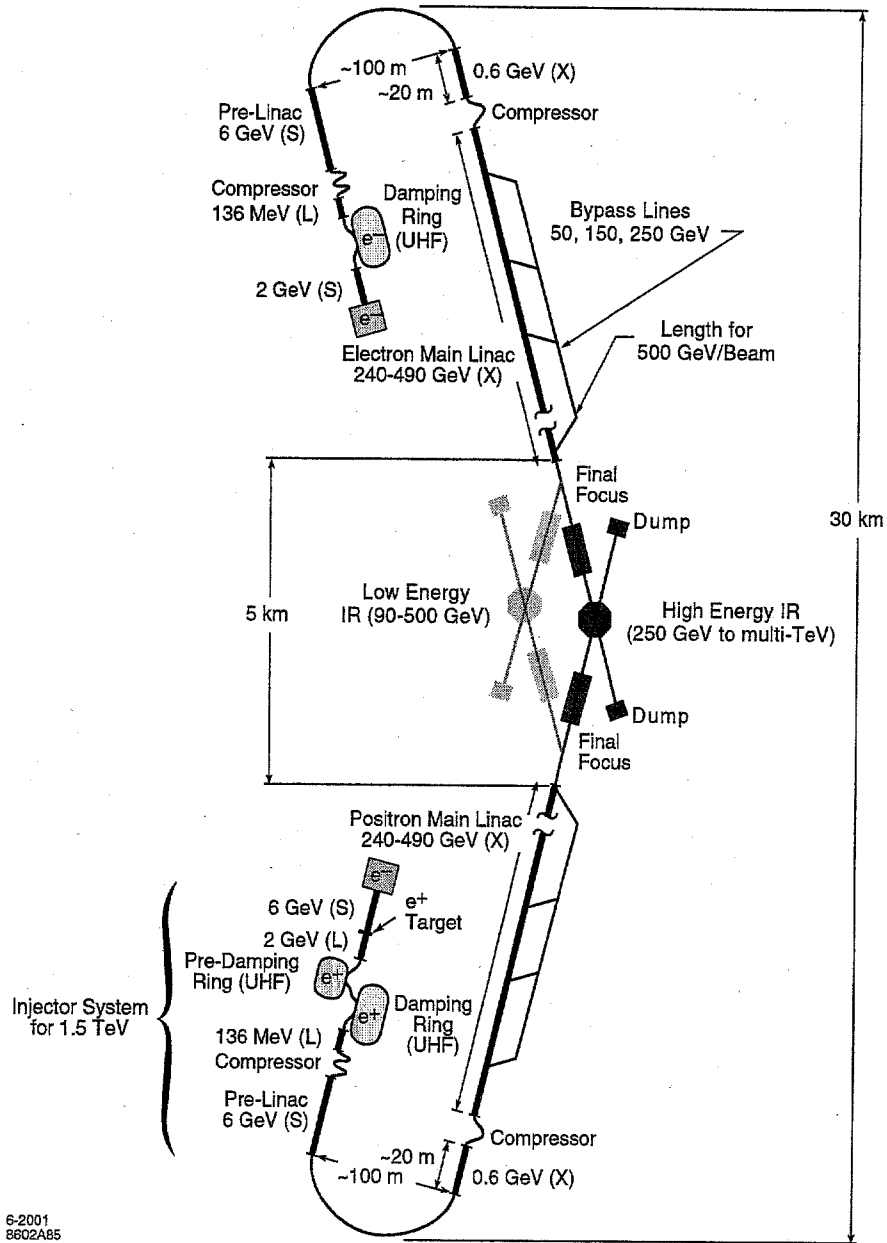 ~100 m
0.6 GeV (X)
~20 m
Pre-Linac
6 GeV (S)
Compressor
Compressor
136 MeV (L)
Damping
Ring
(UHF)
e–
Bypass Lines
50, 150, 250 GeV
2 GeV (S)
e–
Electron Main Linac
240-490 GeV (X)
Length for
500 GeV/Beam
Final
Focus
Dump
30 km
Low Energy
IR (90-500 GeV)
5 km
High Energy IR
(250 GeV to multi-TeV)
Dump
Final
Focus
Positron Main Linac
240-490 GeV (X)
e–
6 GeV (S)
e+
Target
2 GeV (L)
Pre-Damping
Ring (UHF)
e+
e+
Damping
Ring
(UHF)
Injector System
for 1.5 TeV
136 MeV (L)
Compressor
Pre-Linac
6 GeV (S)
Compressor
~20 m
~100 m
0.6 GeV (X)
6-2001
8602A85